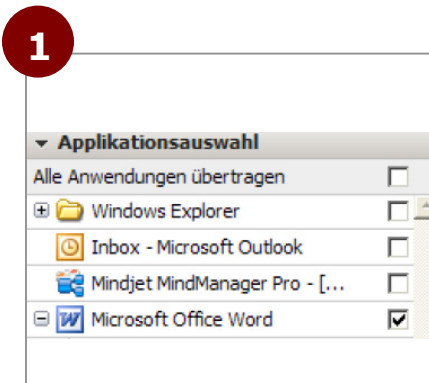 1
Applikationsauswahl
Alle Anwendungen übertragen
Windows Explorer
Inbox - Microsoft Outlook
Mindjet MindManager Pro - [...
Microsoft Office Word